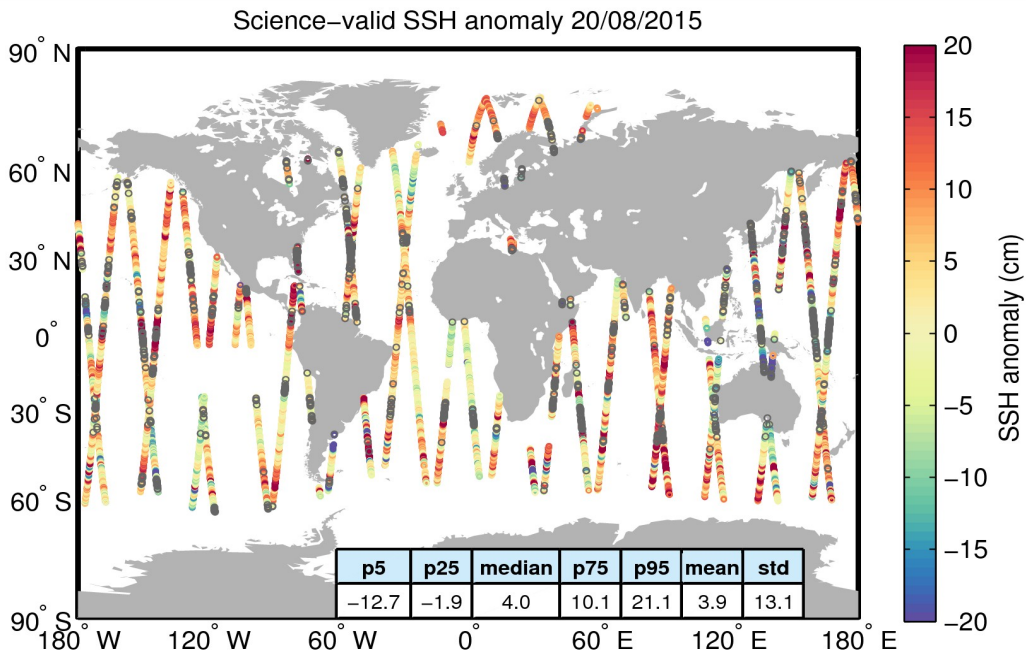 Science−valid SSH anomaly 20/08/2015
90° N
60° N
30° N
0°
30° S
60° S
90° S
180° W
120° W
60° W
0°
60° E
120° E
180° E
p5 p25 median p75 p95 mean std
−12.7 −1.9 4.0 10.1 21.1 3.9 13.1
20
15
10
5
0
−5
−10
−15
−20
SSH anomaly (cm)